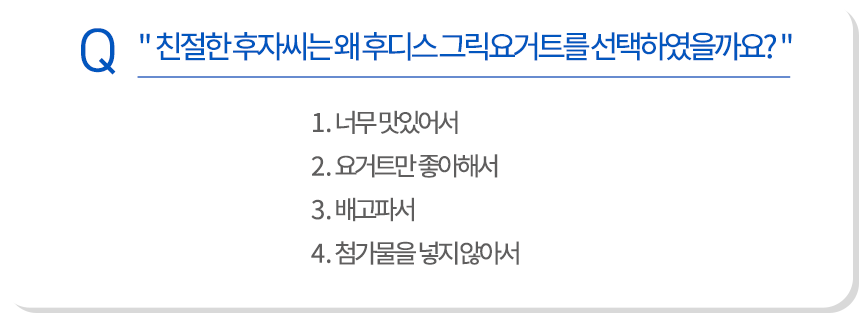 Q " 친절한 후자씨는 왜 후디스 그릭요거트를 선택하였을까요? "
1. 너무 맛있어서
2. 요거트만 좋아해서
3. 배고파서
4. 첨가물을 넣지않아서